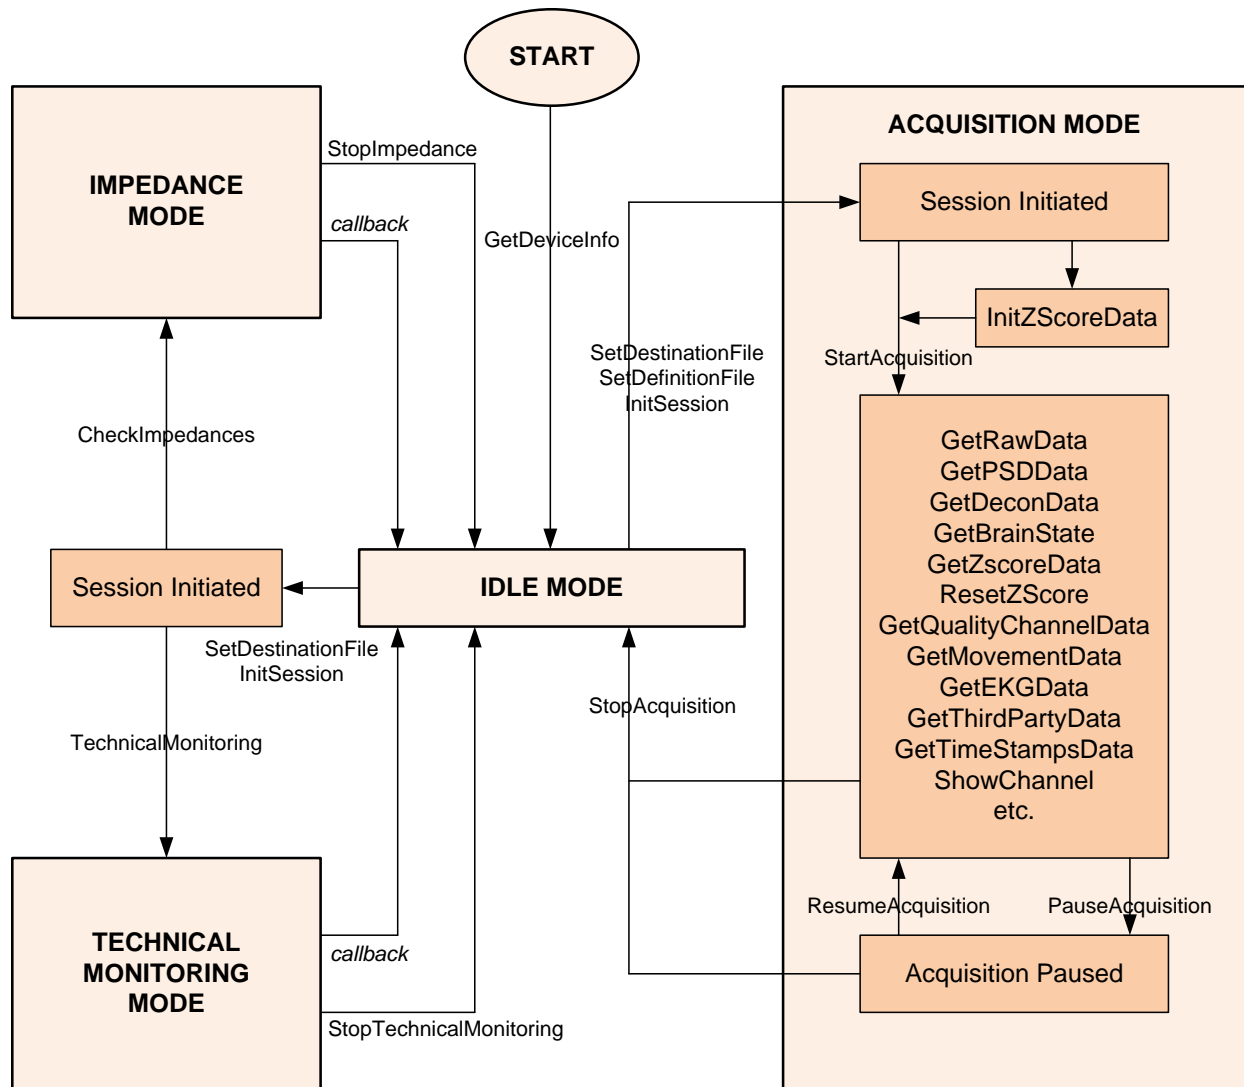 START
ACQUISITION MODE
StopImpedance
IMPEDANCE
MODE
callback
GetDeviceInfo
Session Initiated
InitZScoreData
SetDestinationFile
SetDefinitionFile
InitSession
StartAcquisition
CheckImpedances
GetRawData
GetPSDData
GetDeconData
GetBrainState
GetZscoreData
ResetZScore
GetQualityChannelData
GetMovementData
GetEKGData
GetThirdPartyData
GetTimeStampsData
ShowChannel
etc.
Session Initiated
IDLE MODE
SetDestinationFile
InitSession
StopAcquisition
TechnicalMonitoring
ResumeAcquisition
PauseAcquisition
TECHNICAL
MONITORING
MODE
callback
Acquisition Paused
StopTechnicalMonitoring